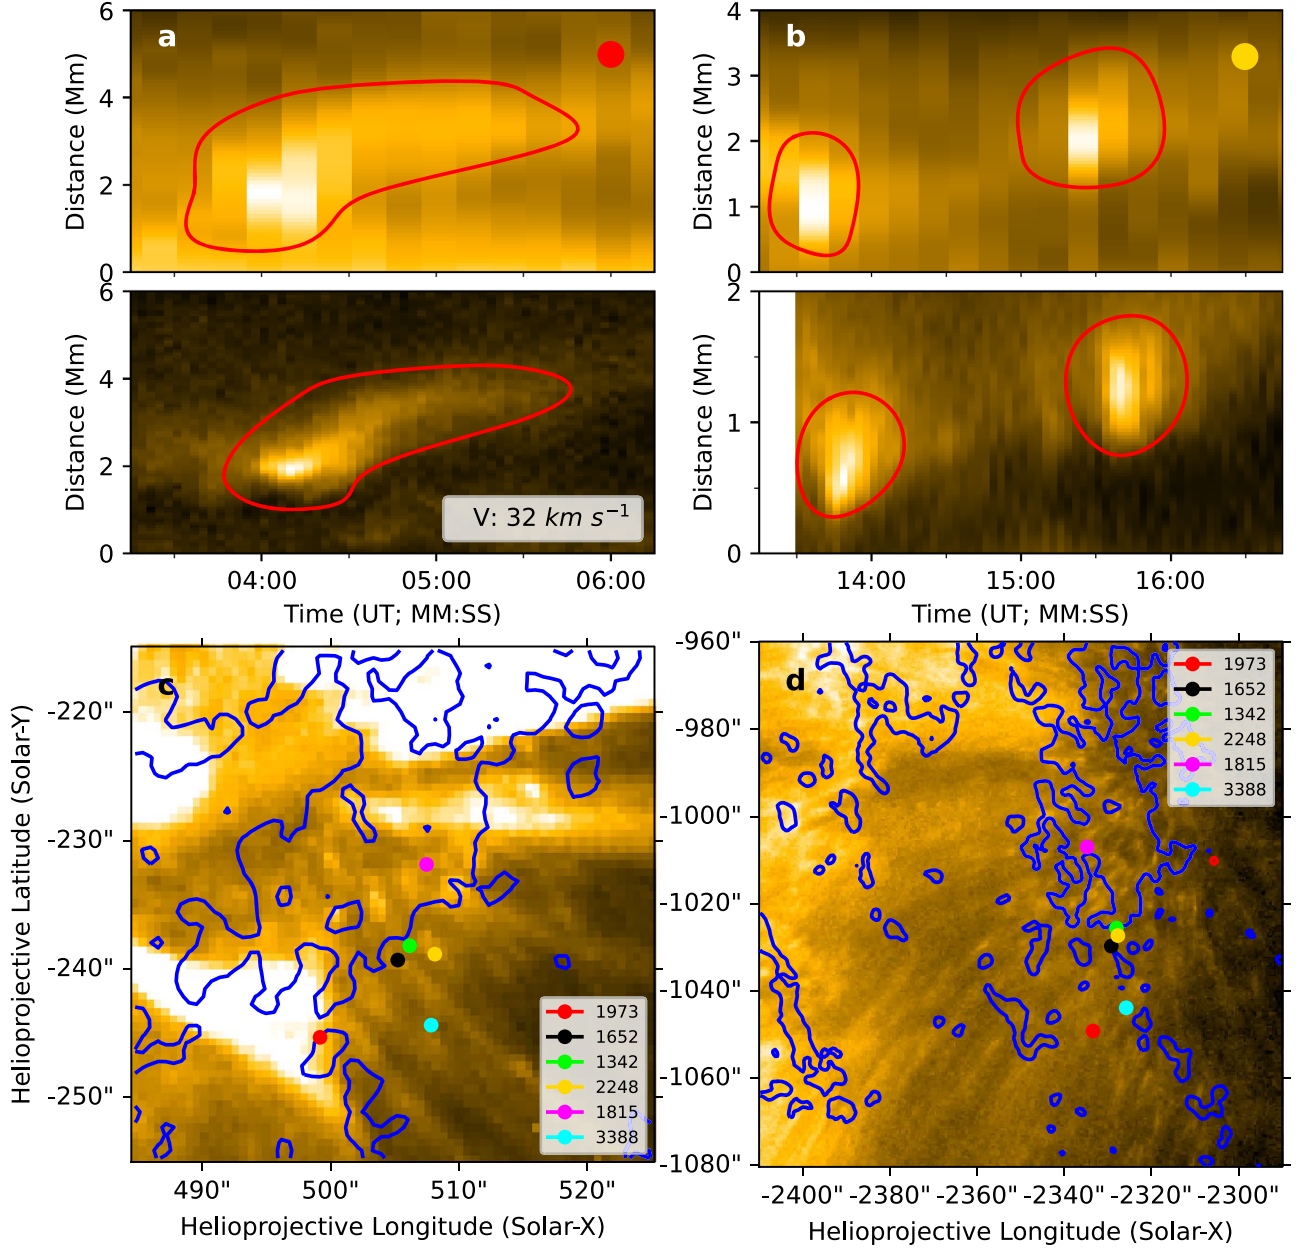 a
6
4
2
0
Distance (Mm)
b
4
3
2
1
0
Distance (Mm)
6
4
2
0
Distance (Mm)
V: 32 km s⁻¹
04:00 05:00 06:00
Time (UT; MM:SS)
2
1
0
Distance (Mm)
14:00 15:00 16:00
Time (UT; MM:SS)
c
-220"
-230"
-240"
-250"
Helioprojective Latitude (Solar-Y)
1973
1652
1342
2248
1815
3388
490" 500" 510" 520"
Helioprojective Longitude (Solar-X)
d
-960"
-980"
-1000"
-1020"
-1040"
-1060"
-1080"
1973
1652
1342
2248
1815
3388
-2400" -2380" -2360" -2340" -2320" -2300"
Helioprojective Longitude (Solar-X)